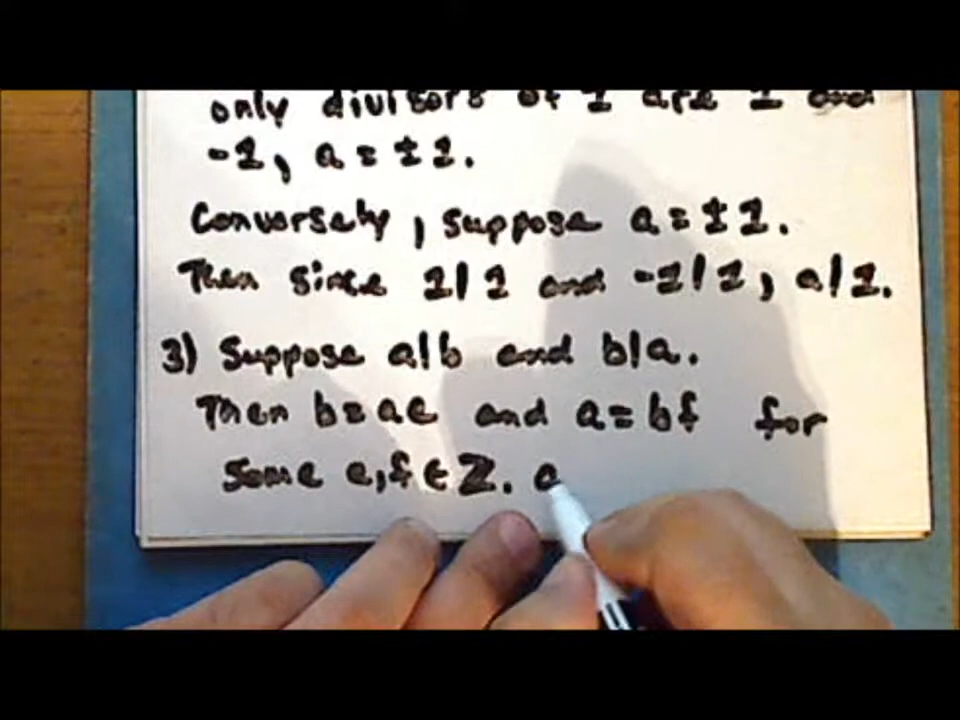 only divisors of 1 are 1 and
-1, a = ±1.
Conversely, suppose a = ±1.
Then since 1|1 and -1|1, a|1.
3) Suppose a|b and b|a.
Then b=ae and a=bf for
some e,f ∈ Z. a